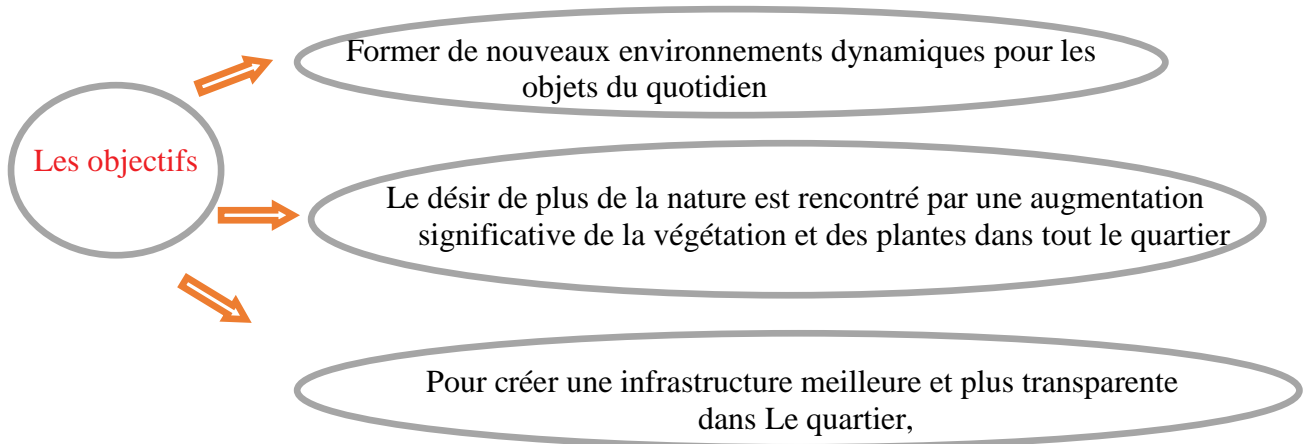 Les objectifs
Former de nouveaux environnements dynamiques pour les
objets du quotidien
Le désir de plus de la nature est rencontré par une augmentation
significative de la végétation et des plantes dans tout le quartier
Pour créer une infrastructure meilleure et plus transparente
dans Le quartier,